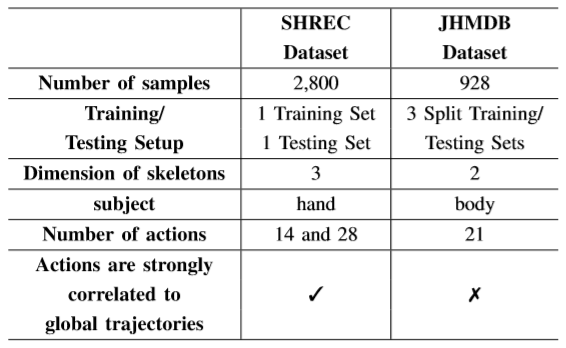 SHREC JHMDB
Dataset Dataset
Number of samples 2,800 928
Training/ 1 Training Set 3 Split Training/
Testing Setup 1 Testing Set Testing Sets
Dimension of skeletons 3 2
subject hand body
Number of actions 14 and 28 21
Actions are strongly
correlated to ✓ ✗
global trajectories